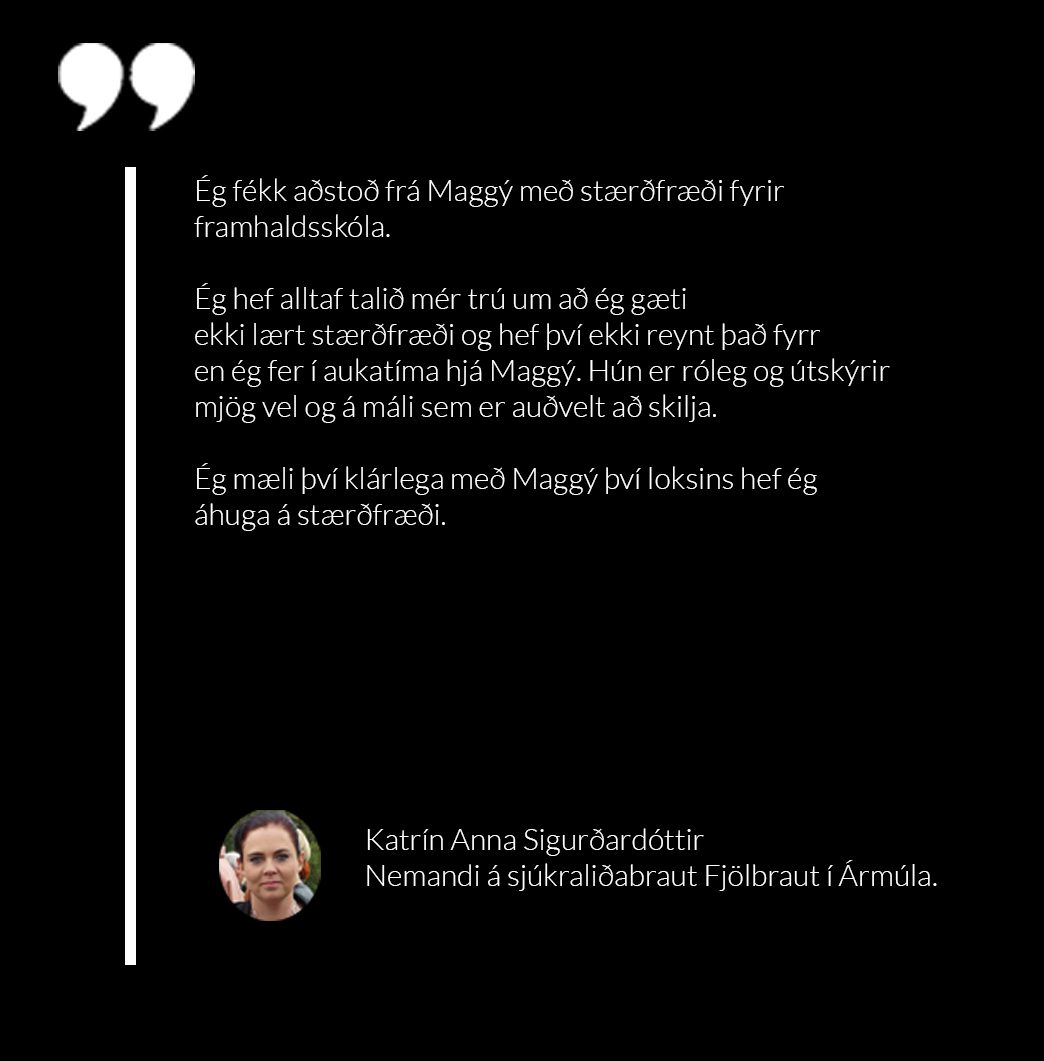 Ég fékk aðstoð frá Maggý með stærðfræði fyrir
framhaldsskóla.
Ég hef alltaf talið mér trú um að ég gæti
ekki lært stærðfræði og hef því ekki reynt það fyrr
en ég fer í aukatíma hjá Maggý. Hún er róleg og útskýrir
mjög vel og á máli sem er auðvelt að skilja.
Ég mæli því klárlega með Maggý því loksins hef ég
áhuga á stærðfræði.
Katrín Anna Sigurðardóttir
Nemandi á sjúkraliðabraut Fjölbraut í Ármúla.